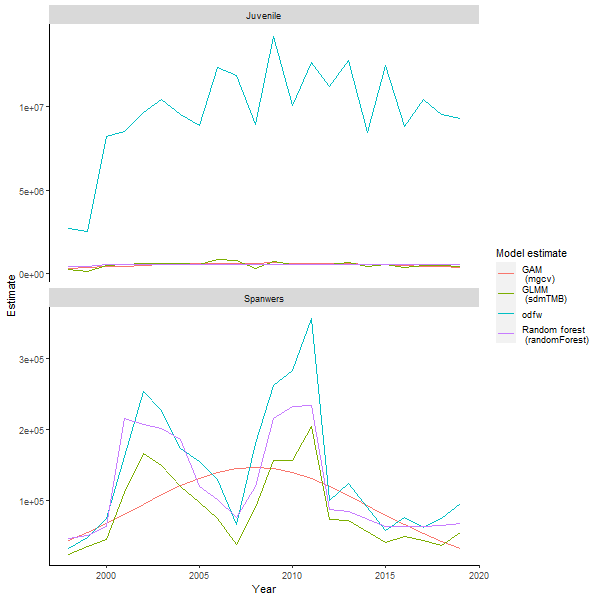 Juvenile
1e+07
5e+06
0e+00
Spanwers
3e+05
2e+05
1e+05
2000
2005
2010
2015
2020
Year
Estimate
Model estimate
GAM
(mgcv)
GLMM
(sdmTMB)
odfw
Random forest
(randomForest)